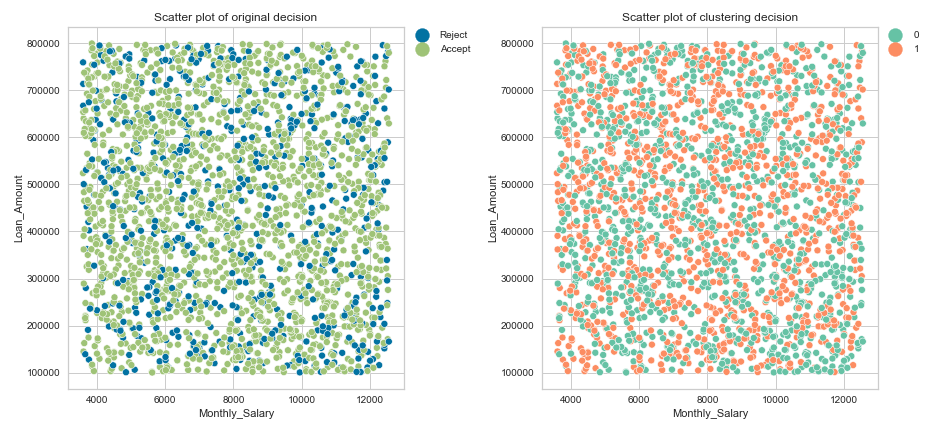 Scatter plot of original decision
Reject
Accept
800000
700000
600000
500000
400000
300000
200000
100000
Loan_Amount
4000 6000 8000 10000 12000
Monthly_Salary
Scatter plot of clustering decision
0
1
800000
700000
600000
500000
400000
300000
200000
100000
Loan_Amount
4000 6000 8000 10000 12000
Monthly_Salary